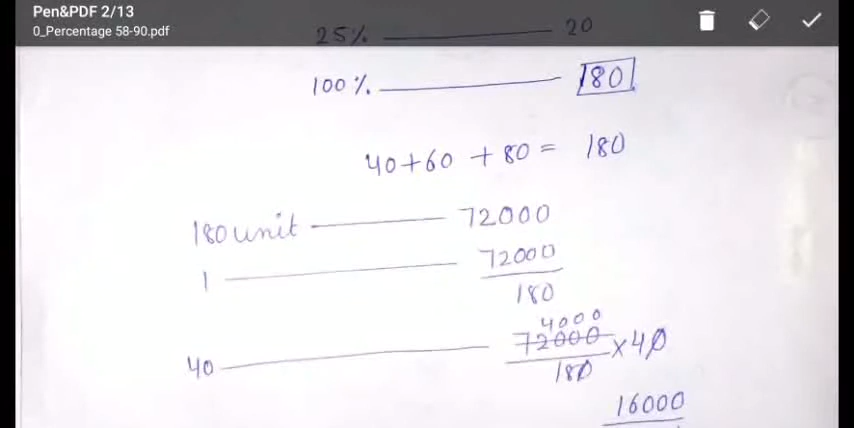 Pen&PDF 2/13
0_Percentage 58-90.pdf
25% 20
100% 180
40+60 +80 = 180
180 unit 72000
1 72000
180
4000
40 72000 ×40
180
16000